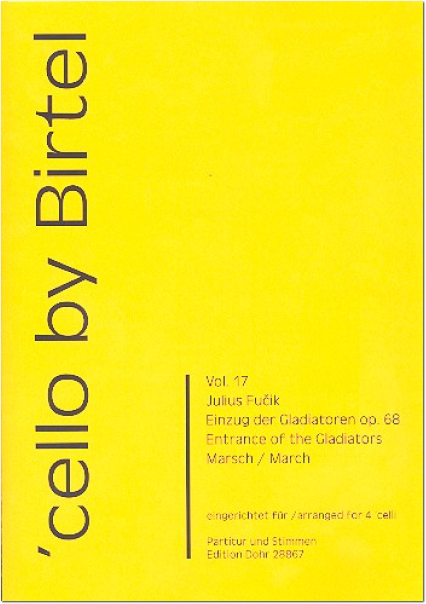 'cello by Birtel
Vol. 17
Julius Fučik
Einzug der Gladiatoren op. 68
Entrance of the Gladiators
Marsch / March
eingerichtet für /arranged for 4 celli
Partitur und Stimmen
Edition Dohr 28867